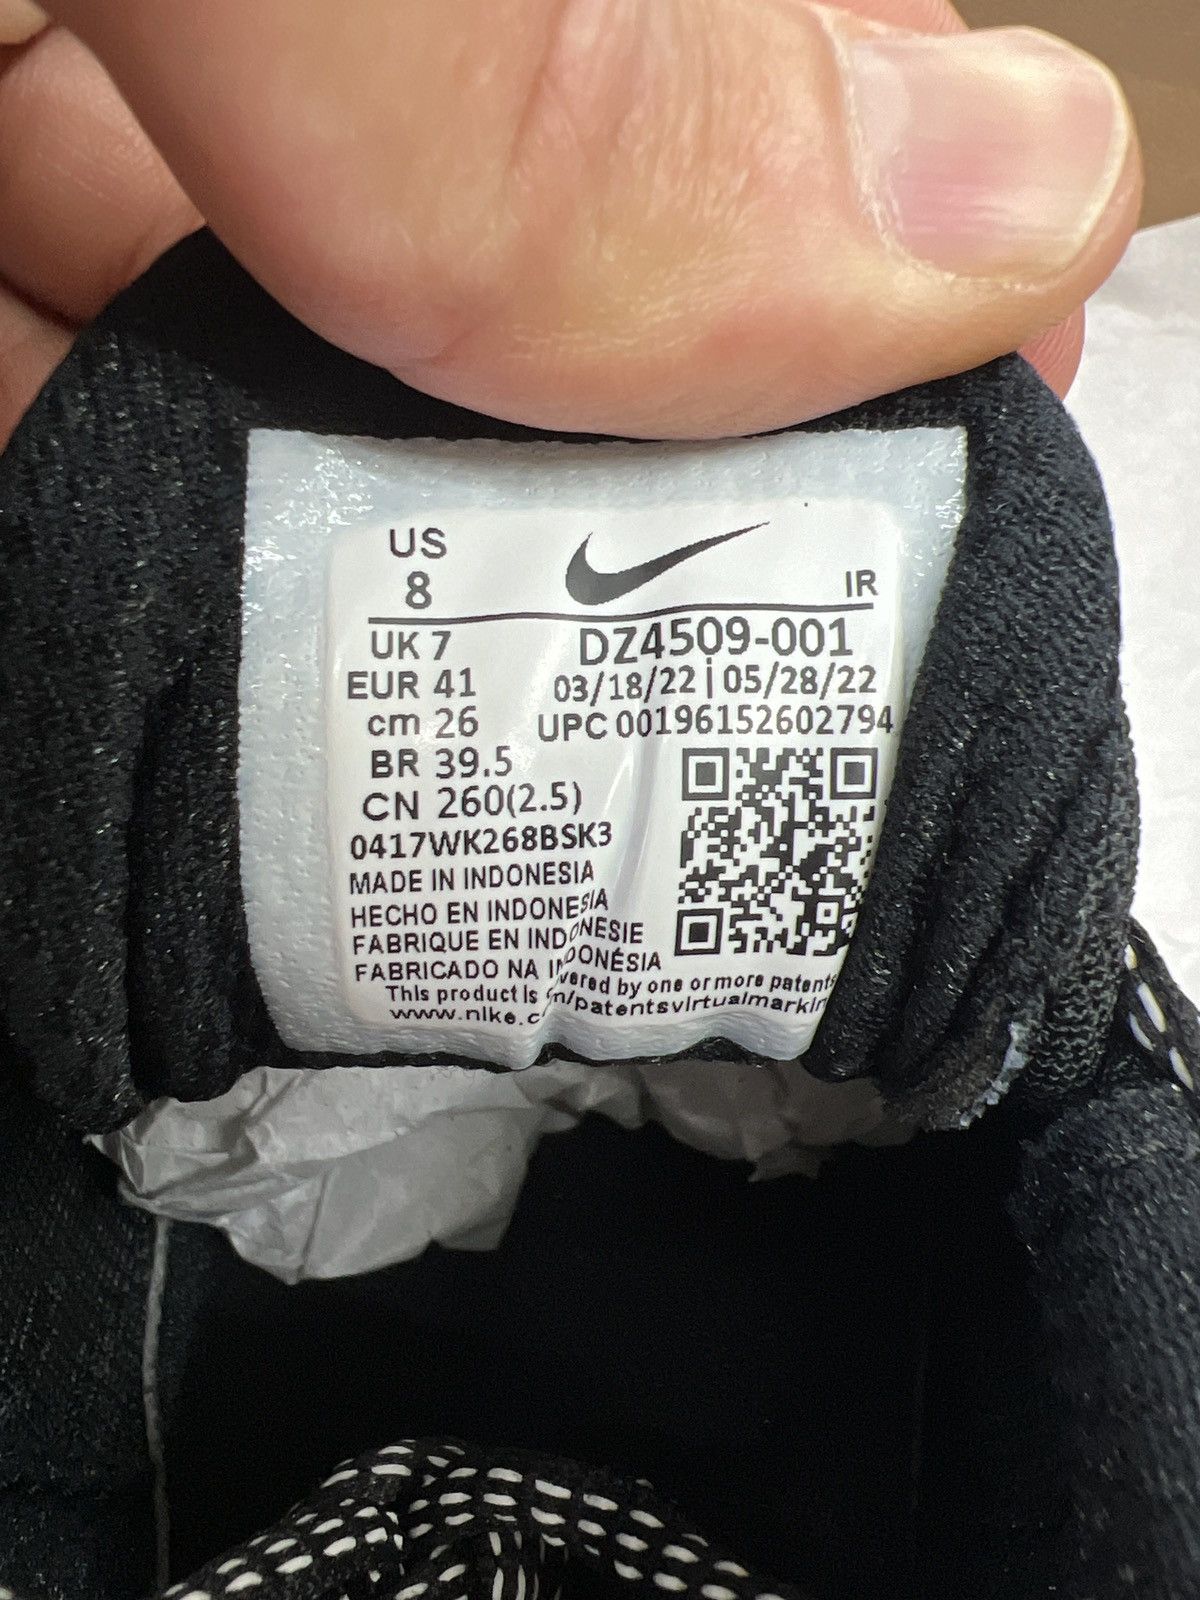 US
8
IR
UK 7
DZ4509-001
EUR 41
03/18/22 | 05/28/22
cm 26
UPC 00196152602794
BR 39.5
CN 260(2.5)
0417WK268BSK3
MADE IN INDONESIA
HECHO EN INDONESIA
FABRIQUE EN INDONESIE
FABRICADO NA INDONÉSIA
This product is vered by one or more patents
www.nike.c m/patentsvirtualmarkin